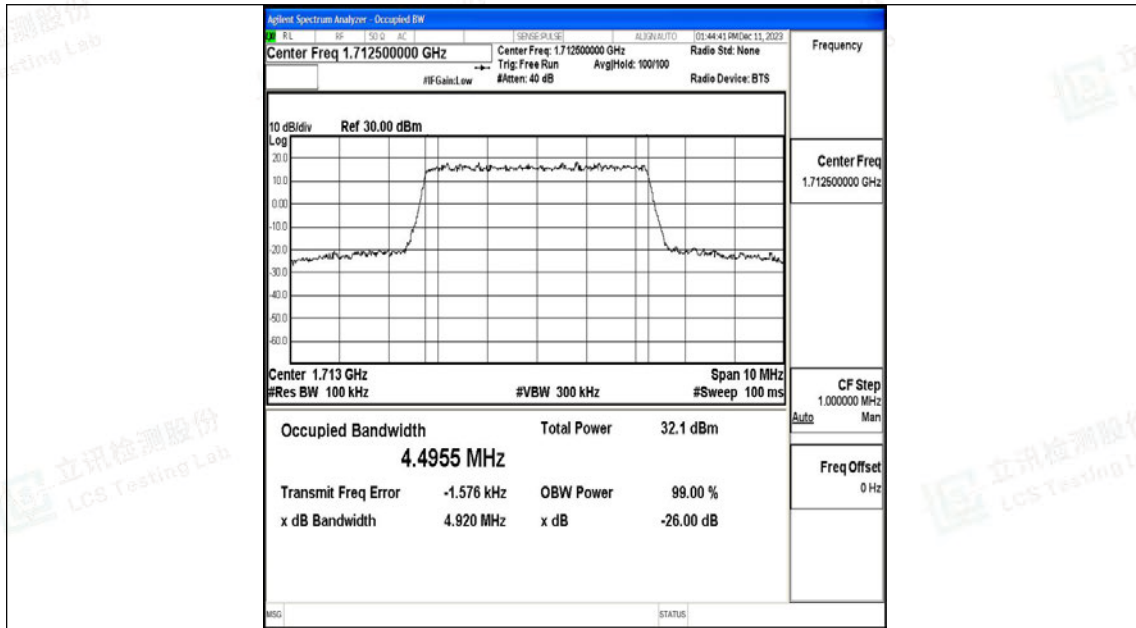 Agilent Spectrum Analyzer - Occupied BW
RL RF 50 Ω AC SENSE:PULSE ALIGNAUTO 01:44:41 PM Dec 11, 2023
Center Freq 1.712500000 GHz
Center Freq: 1.712500000 GHz
Radio Std: None
Trig: Free Run Avg|Hold: 100/100
#IFGain:Low
#Atten: 40 dB
Radio Device: BTS
10 dB/div Ref 30.00 dBm
Log
20.0
10.0
0.00
-10.0
-20.0
-30.0
-40.0
-50.0
-60.0
Center 1.713 GHz Span 10 MHz
#Res BW 100 kHz #VBW 300 kHz #Sweep 100 ms
Occupied Bandwidth Total Power 32.1 dBm
4.4955 MHz
Transmit Freq Error -1.576 kHz OBW Power 99.00 %
x dB Bandwidth 4.920 MHz x dB -26.00 dB
MSG STATUS
Frequency
Center Freq
1.712500000 GHz
CF Step
1.000000 MHz
Auto Man
Freq Offset
0 Hz
立讯检测股份
LCS Testing Lab
立讯检测股份
LCS Testing L